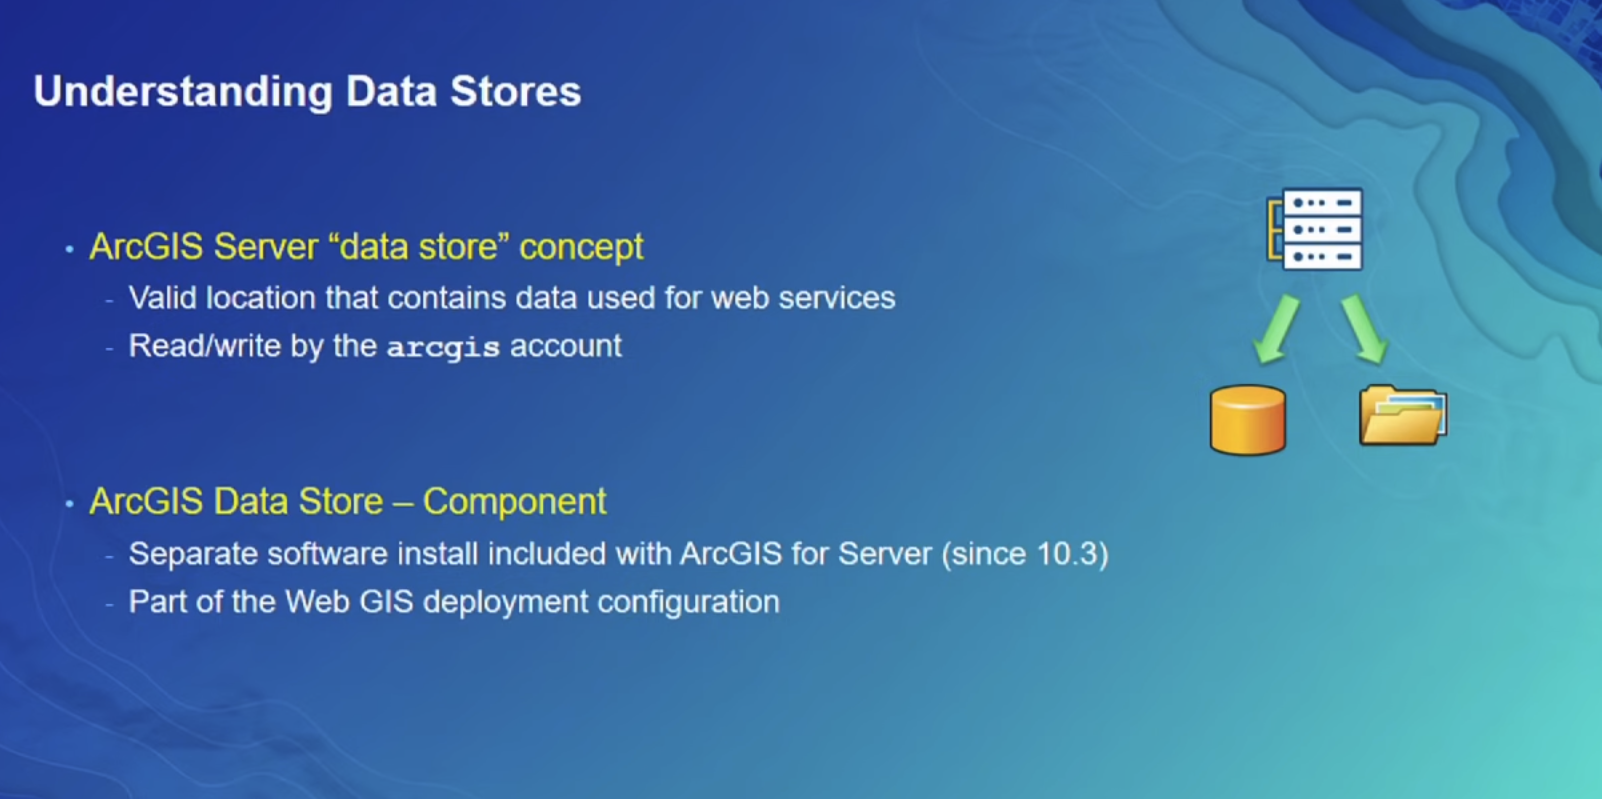 Understanding Data Stores
• ArcGIS Server “data store” concept
- Valid location that contains data used for web services
- Read/write by the arcgis account
• ArcGIS Data Store – Component
- Separate software install included with ArcGIS for Server (since 10.3)
- Part of the Web GIS deployment configuration